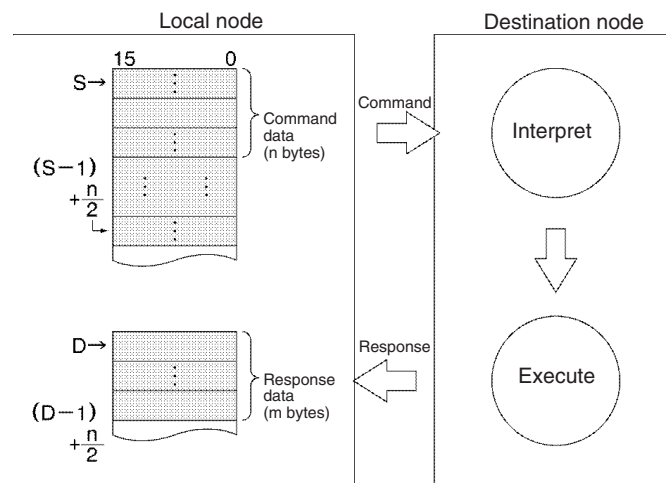 Local node
Destination node
15 0
S→
Command
data
(n bytes)
(S−1)
+ n/2
Command
Interpret
D→
Response
data
(m bytes)
(D−1)
+ n/2
Response
Execute